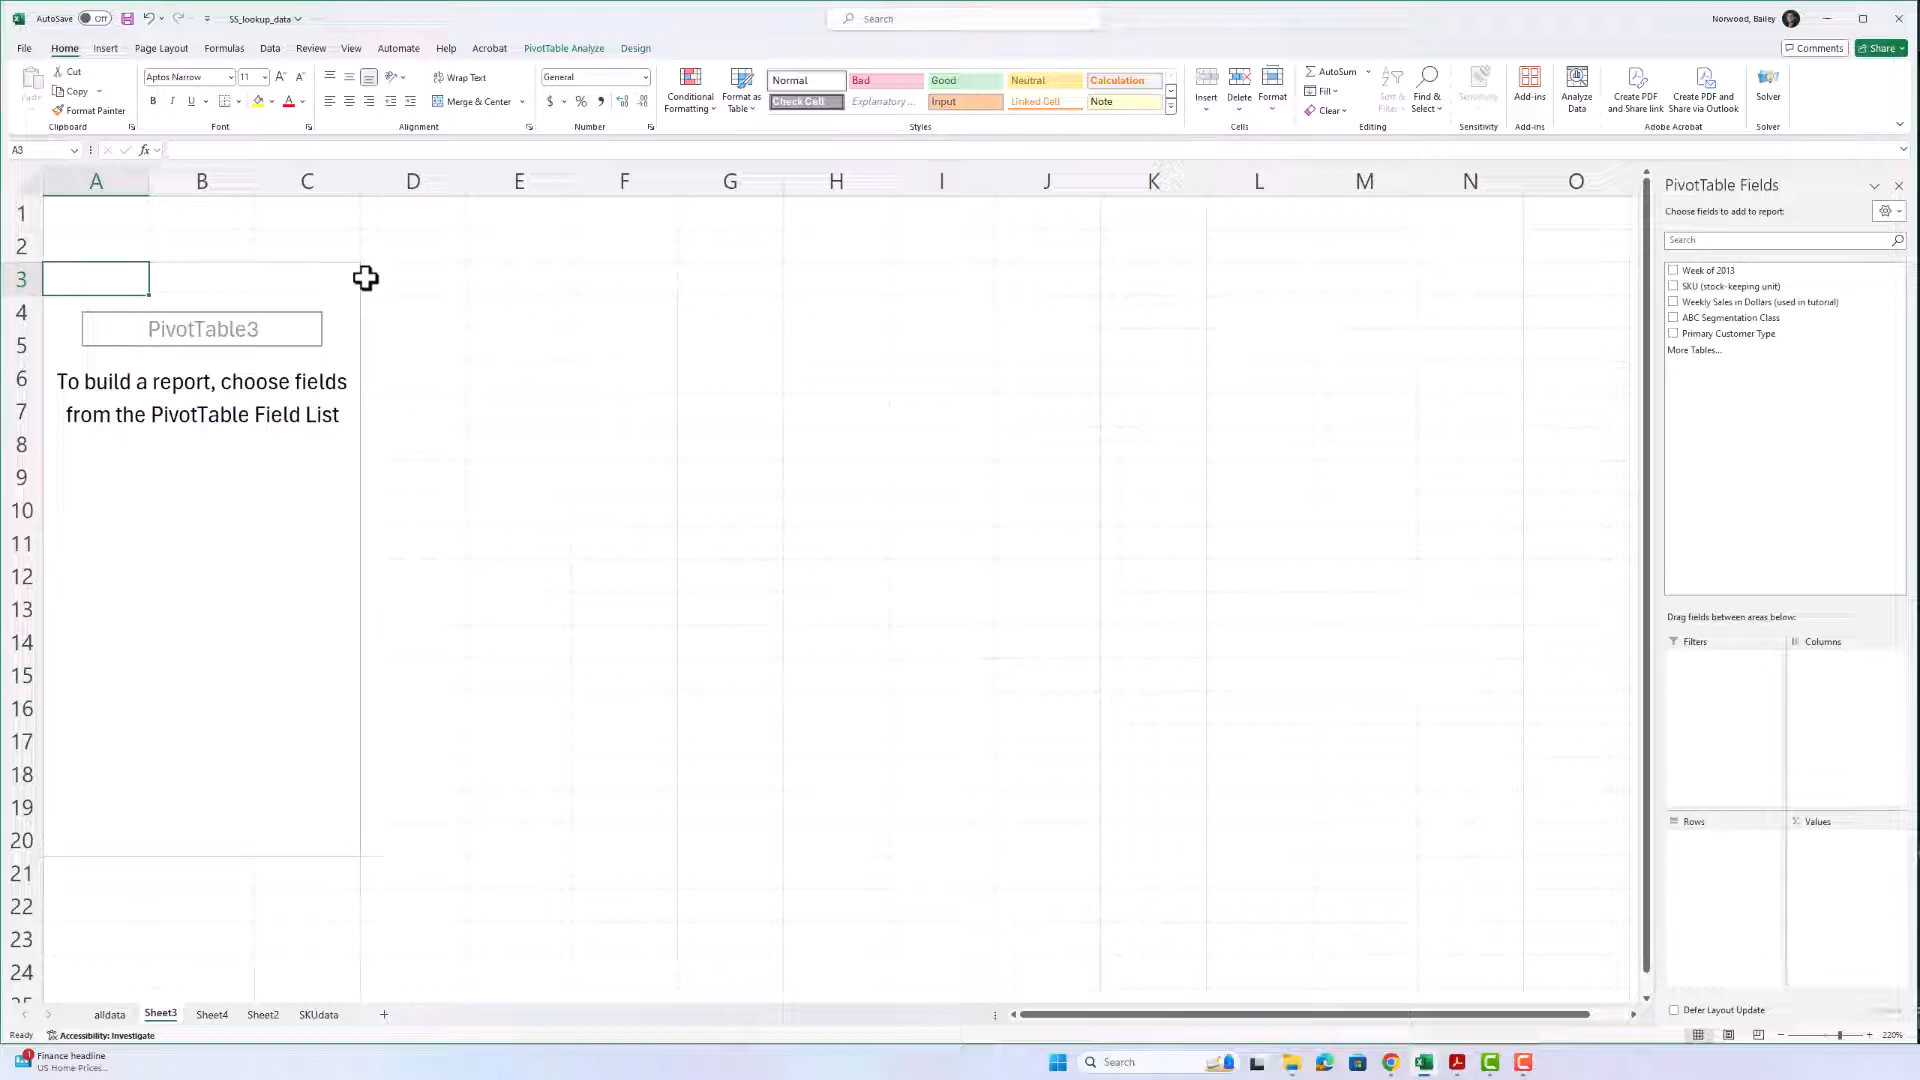 AutoSave Off SS_lookup_data Search Norwood, Bailey
File Home Insert Page Layout Formulas Data Review View Automate Help Acrobat PivotTable Analyze Design Comments Share
Cut Aptos Narrow 11 Wrap Text General Normal Bad Good Neutral Calculation AutoSum
Copy Fill
Paste Format Painter B I U Merge & Center $ % Conditional Formatting Format as Table Check Cell Explanatory ... Input Linked Cell Note Insert Delete Format Clear Sort & Filter Find & Select Sensitivity Add-ins Analyze Data Create PDF and Share link Create PDF and Share via Outlook Solver
Clipboard Font Alignment Number Styles Cells Editing Sensitivity Add-ins Adobe Acrobat Solver
A3 fx
A B C D E F G H I J K L M N O
1
2
3
4
PivotTable3
5
6 To build a report, choose fields
7 from the PivotTable Field List
8
9
10
11
12
13
14
15
16
17
18
19
20
21
22
23
24
25
PivotTable Fields
Choose fields to add to report:
Search
Week of 2013
SKU (stock-keeping unit)
Weekly Sales in Dollars (used in tutorial)
ABC Segmentation Class
Primary Customer Type
More Tables...
Drag fields between areas below:
Filters Columns
Rows Values
Defer Layout Update
alldata Sheet3 Sheet4 Sheet2 SKUdata
Ready Accessibility: Investigate 220%
1 Finance headline
US Home Prices...
Search